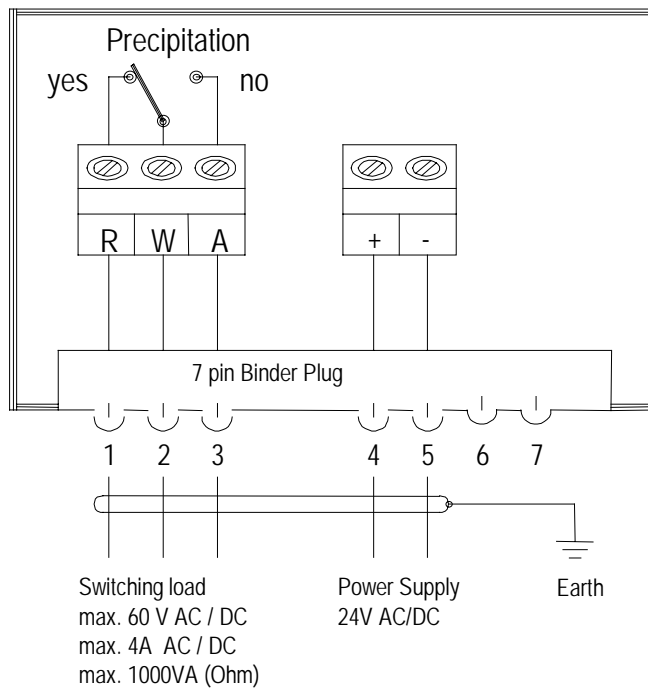 Precipitation
yes no
R W A + -
7 pin Binder Plug
1 2 3 4 5 6 7
Switching load
max. 60 V AC / DC
max. 4A AC / DC
max. 1000VA (Ohm)
Power Supply
24V AC/DC
Earth